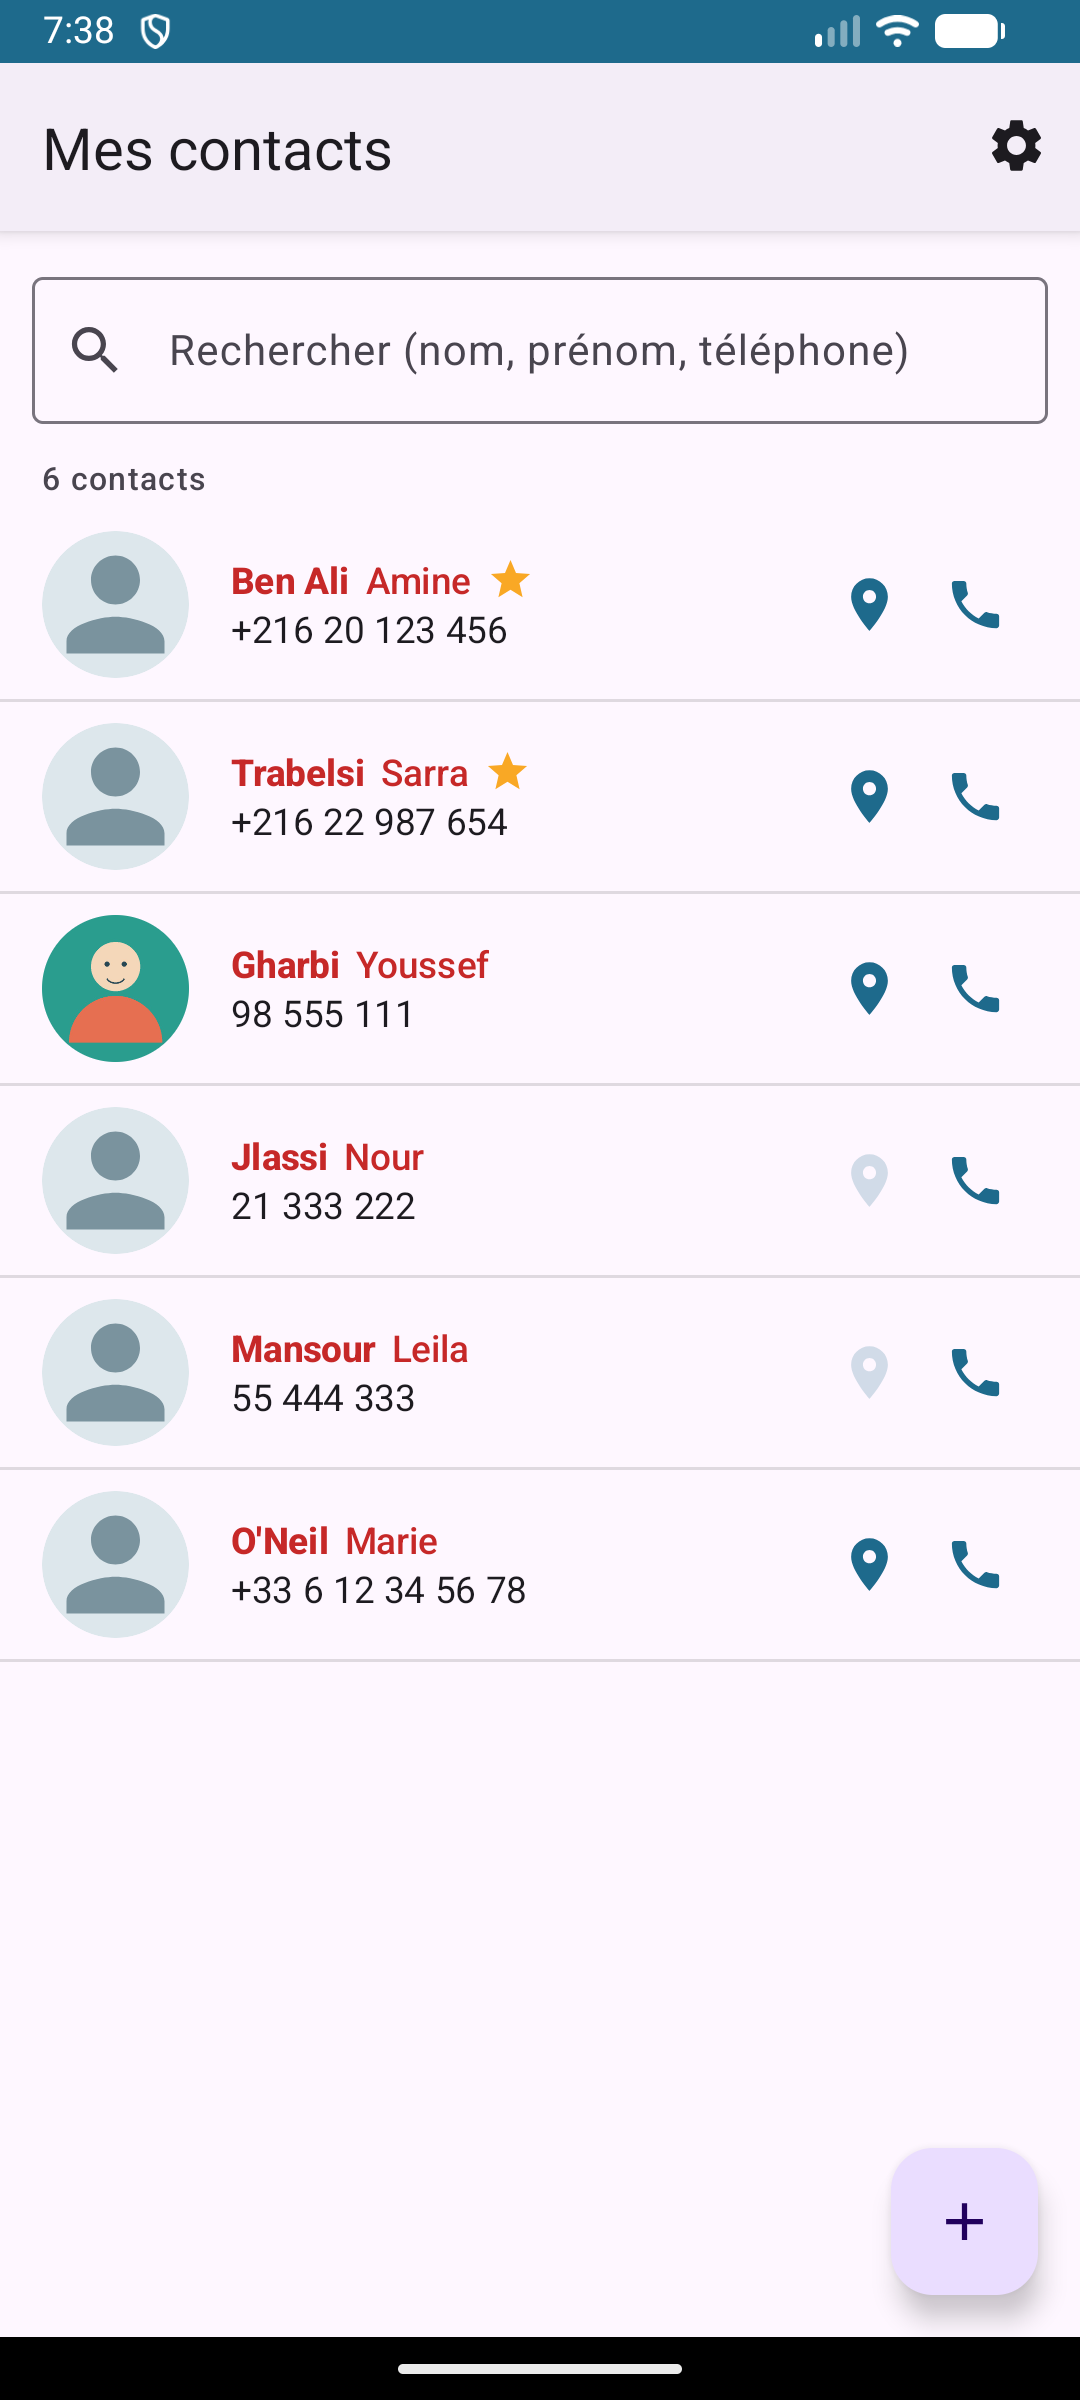 7:38
Mes contacts
Rechercher (nom, prénom, téléphone)
6 contacts
Ben Ali Amine
+216 20 123 456
Trabelsi Sarra
+216 22 987 654
Gharbi Youssef
98 555 111
Jlassi Nour
21 333 222
Mansour Leila
55 444 333
O'Neil Marie
+33 6 12 34 56 78